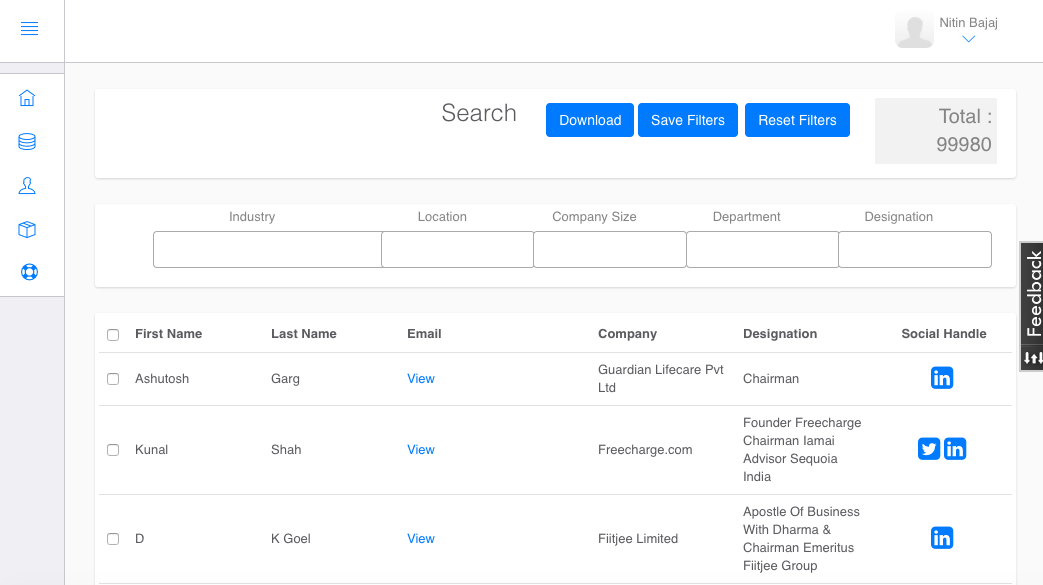 Nitin Bajaj
Search
Download
Save Filters
Reset Filters
Total :
99980
Industry
Location
Company Size
Department
Designation
Feedback
First Name
Last Name
Email
Company
Designation
Social Handle
Ashutosh
Garg
View
Guardian Lifecare Pvt
Ltd
Chairman
in
Kunal
Shah
View
Freecharge.com
Founder Freecharge
Chairman Iamai
Advisor Sequoia
India
in
D
K Goel
View
Fiitjee Limited
Apostle Of Business
With Dharma &
Chairman Emeritus
Fiitjee Group
in